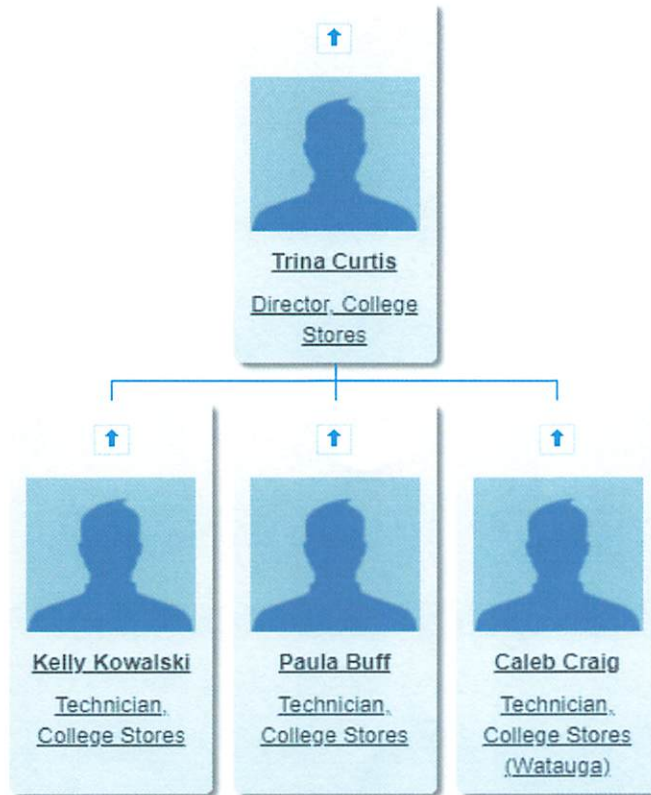 Trina Curtis
Director, College
Stores
Kelly Kowalski
Technician,
College Stores
Paula Buff
Technician,
College Stores
Caleb Craig
Technician,
College Stores
(Watauga)